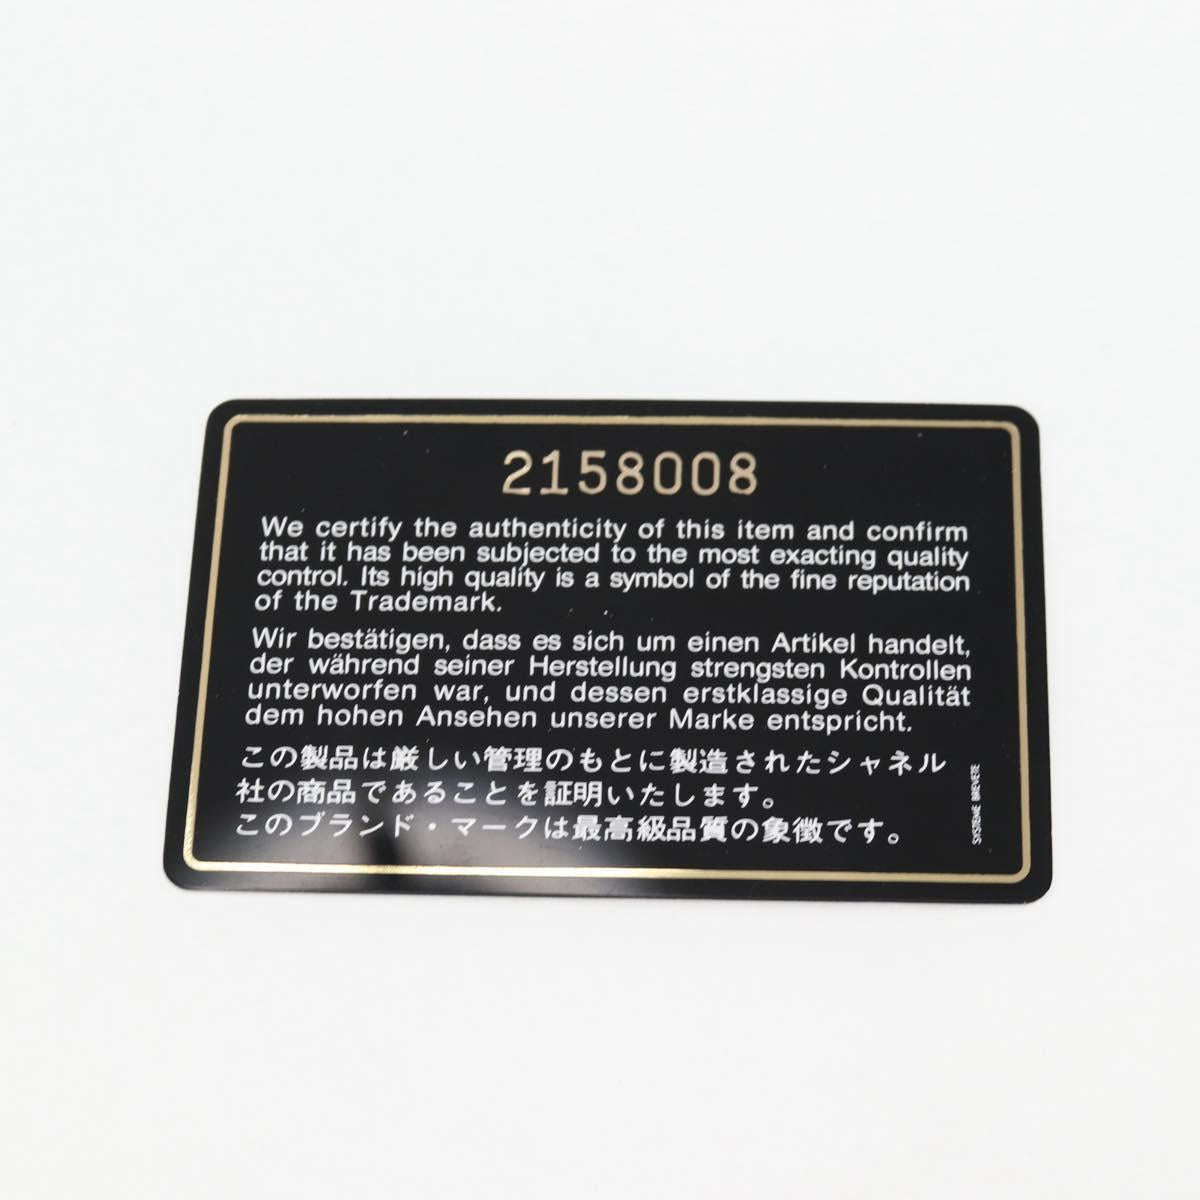 2158008
We certify the authenticity of this item and confirm
that it has been subjected to the most exacting quality
control. Its high quality is a symbol of the fine reputation
of the Trademark.
Wir bestätigen, dass es sich um einen Artikel handelt,
der während seiner Herstellung strengsten Kontrollen
unterworfen war, und dessen erstklassige Qualität
dem hohen Ansehen unserer Marke entspricht.
この製品は厳しい管理のもとに製造されたシャネル
社の商品であることを証明いたします。
このブランド・マークは最高級品質の象徴です。
SYSTEME BREVETE